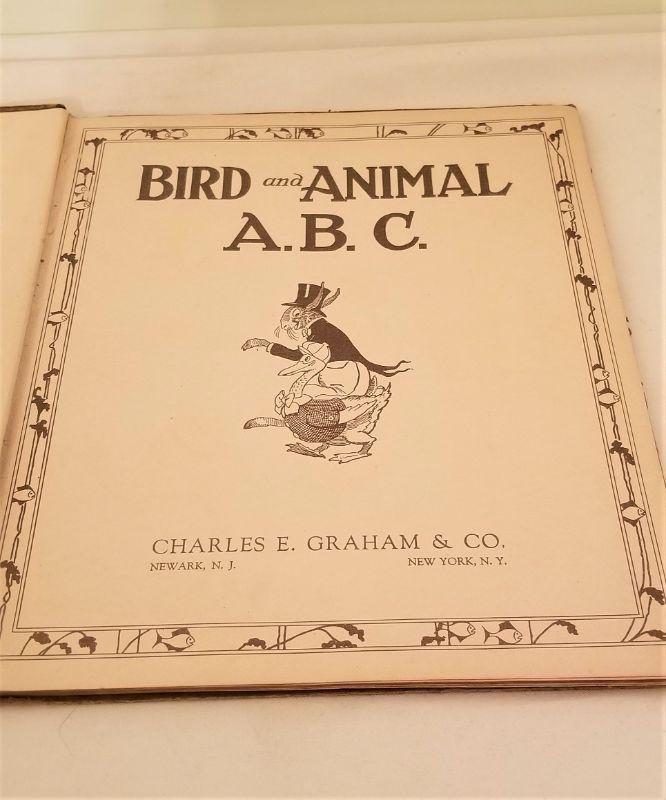 BIRD and ANIMAL
A.B.C.
CHARLES E. GRAHAM & CO.
NEWARK, N. J. NEW YORK, N. Y.